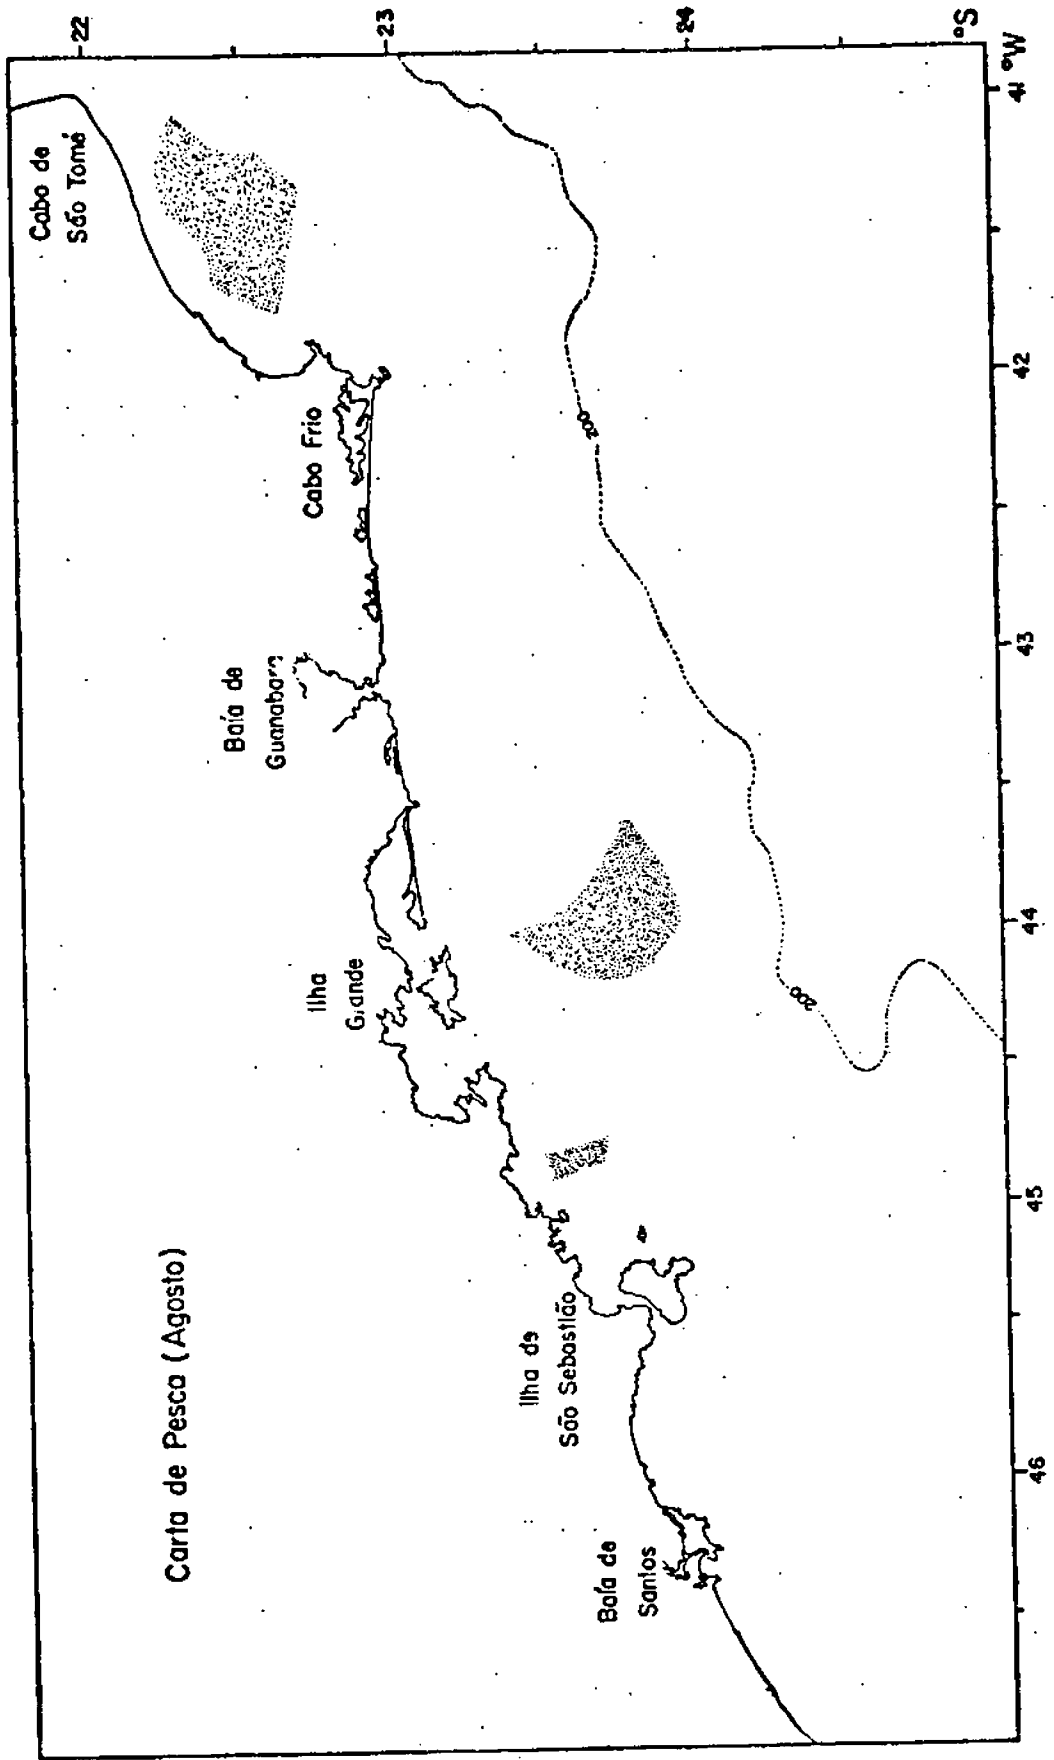 Carta de Pesca (Agosto)
Cabo de
São Tomé
Cabo Frio
Baía de
Guanabara
Ilha
Grande
Ilha de
São Sebastião
Baía de
Santos
200
200
22
23
24
°S
46
45
44
43
42
41 °W